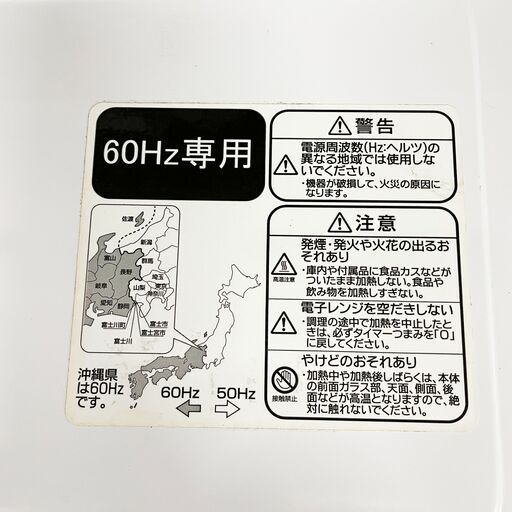 60Hz専用
佐渡
新潟
富山
群馬
長野
埼玉
岐阜
山梨
東京
神奈川
愛知
静岡
富士川町
富士市
富士宮市
富士川
沖縄県
は60Hz
です。
60Hz
50Hz
警告
電源周波数(Hz:ヘルツ)の
異なる地域では使用しな
いでください。
・機器が破損して、火災の原因に
なります。
注意
発煙・発火や火花の出るお
それあり
高温注意
・庫内や付属品に食品カスなどが
ついたまま加熱しない。食品や
飲み物を加熱しすぎない。
電子レンジを空だきしない
・調理の途中で加熱を中止したと
きは、必ずタイマーつまみを「0」
に戻してください。
やけどのおそれあり
接触禁止
・加熱中や加熱後しばらくは、本体
の前面ガラス部、天面、側面、後
面などが高温となりますので、絶
対に触れないでください。